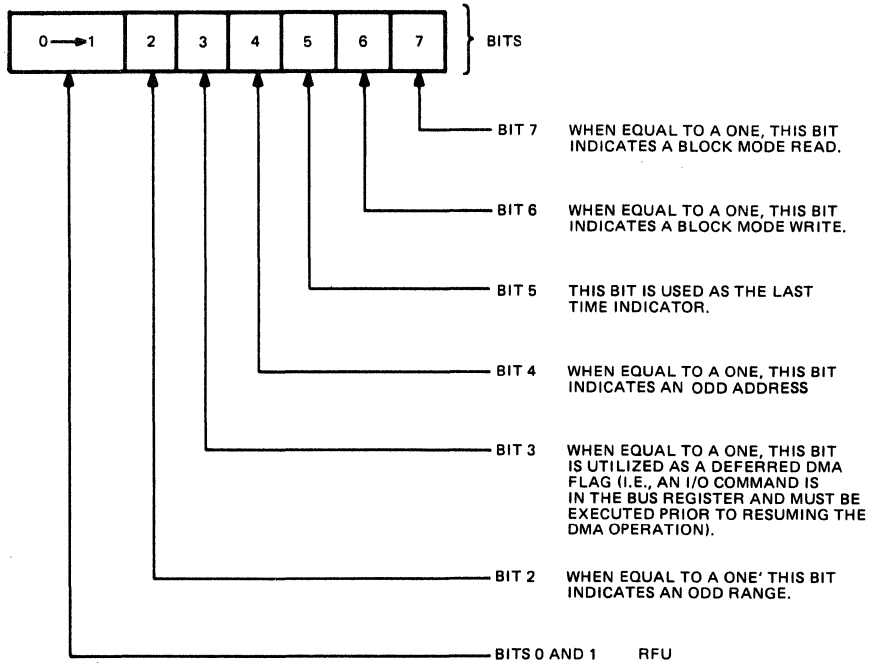 0→1 2 3 4 5 6 7 BITS
BIT 7 WHEN EQUAL TO A ONE, THIS BIT
INDICATES A BLOCK MODE READ.
BIT 6 WHEN EQUAL TO A ONE, THIS BIT
INDICATES A BLOCK MODE WRITE.
BIT 5 THIS BIT IS USED AS THE LAST
TIME INDICATOR.
BIT 4 WHEN EQUAL TO A ONE, THIS BIT
INDICATES AN ODD ADDRESS
BIT 3 WHEN EQUAL TO A ONE, THIS BIT
IS UTILIZED AS A DEFERRED DMA
FLAG (I.E., AN I/O COMMAND IS
IN THE BUS REGISTER AND MUST BE
EXECUTED PRIOR TO RESUMING THE
DMA OPERATION).
BIT 2 WHEN EQUAL TO A ONE' THIS BIT
INDICATES AN ODD RANGE.
BITS 0 AND 1 RFU